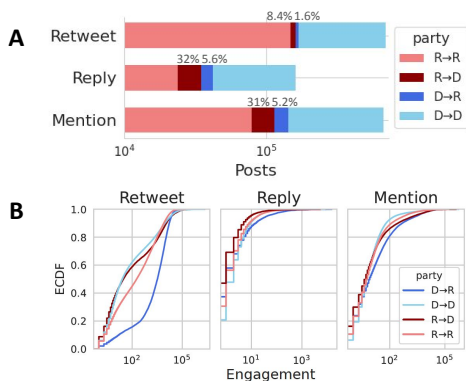 A
8.4% 1.6%
Retweet
32% 5.6%
Reply
31% 5.2%
Mention
10⁴
10⁵
Posts
party
R→R
R→D
D→R
D→D
B
Retweet
Reply
Mention
ECDF
1.0
0.8
0.6
0.4
0.2
0.0
10² 10⁵
10¹ 10³
10² 10⁵
Engagement
party
D→R
D→D
R→D
R→R